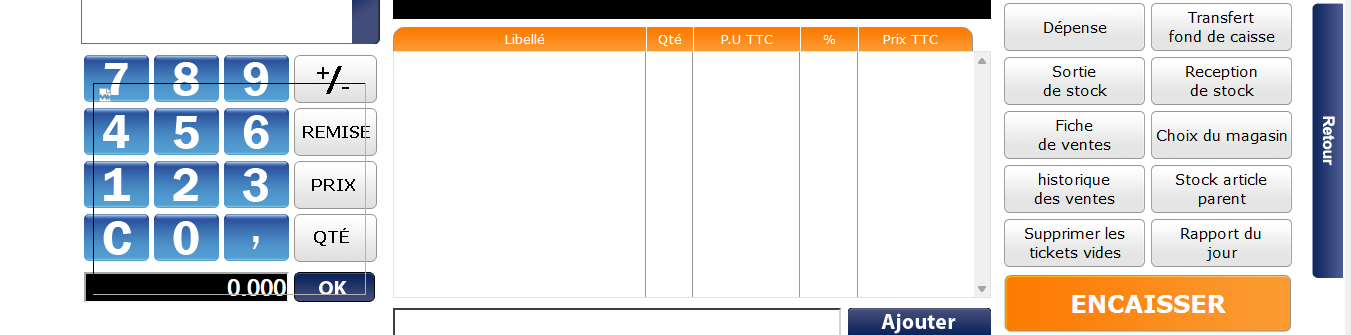 7 8 9 +/-
4 5 6 REMISE
1 2 3 PRIX
C 0 , QTÉ
0.000 OK
Libellé Qté P.U TTC % Prix TTC
Ajouter
Dépense
Transfert
fond de caisse
Sortie
de stock
Reception
de stock
Fiche
de ventes
Choix du magasin
historique
des ventes
Stock article
parent
Supprimer les
tickets vides
Rapport du
jour
ENCAISSER
Retour